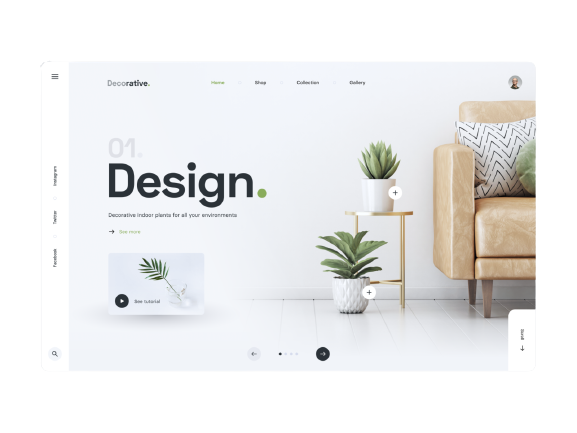 Decorative.
Home
Shop
Collection
Gallery
Instagram
Twitter
Facebook
01.
Design.
Decorative indoor plants for all your environments
See more
See tutorial
Scroll